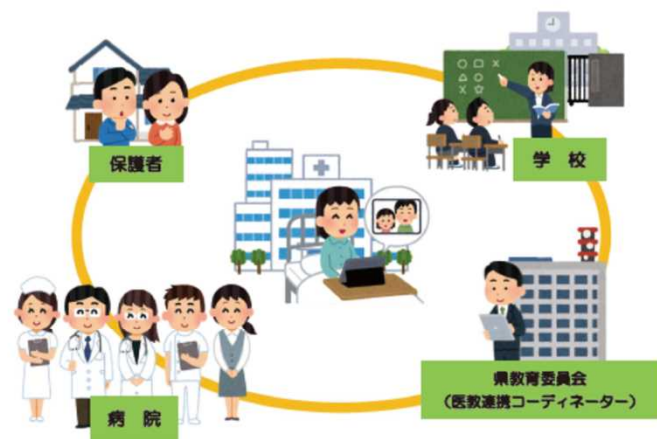 保護者
学校
病院
県教育委員会
（医教連携コーディネーター）